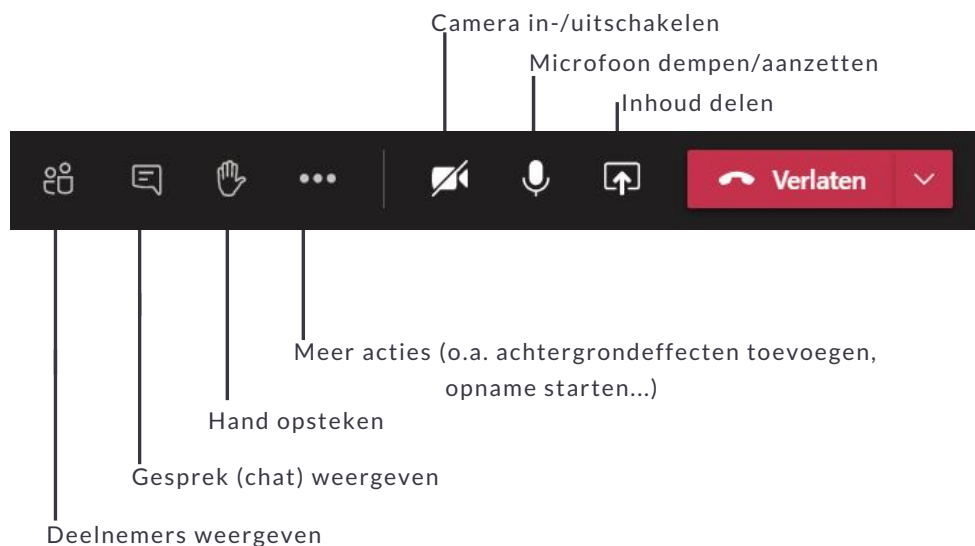 Camera in-/uitschakelen
Microfoon dempen/aanzetten
Inhoud delen
Verlaten
Meer acties (o.a. achtergrondeffecten toevoegen,
opname starten...)
Hand opsteken
Gesprek (chat) weergeven
Deelnemers weergeven